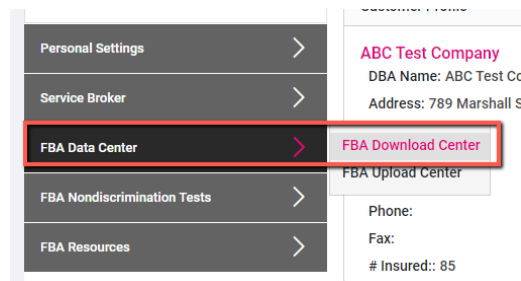 Customer Profile
Personal Settings
ABC Test Company
DBA Name: ABC Test
Service Broker
Address: 789 Marshall
FBA Data Center
FBA Download Center
FBA Upload Center
FBA Nondiscrimination Tests
Phone:
Fax:
FBA Resources
# Insured:: 85